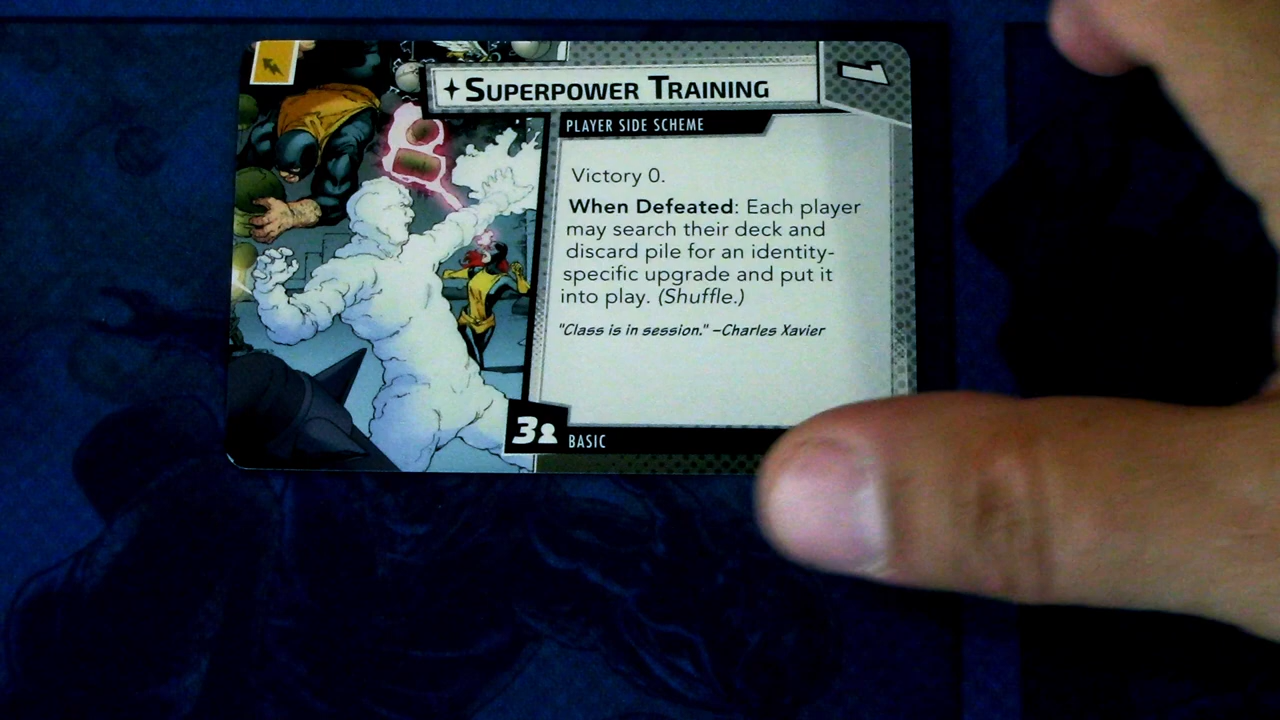 SUPERPOWER TRAINING
1
PLAYER SIDE SCHEME
Victory 0.
When Defeated: Each player
may search their deck and
discard pile for an identity-
specific upgrade and put it
into play. (Shuffle.)
"Class is in session." –Charles Xavier
3
BASIC